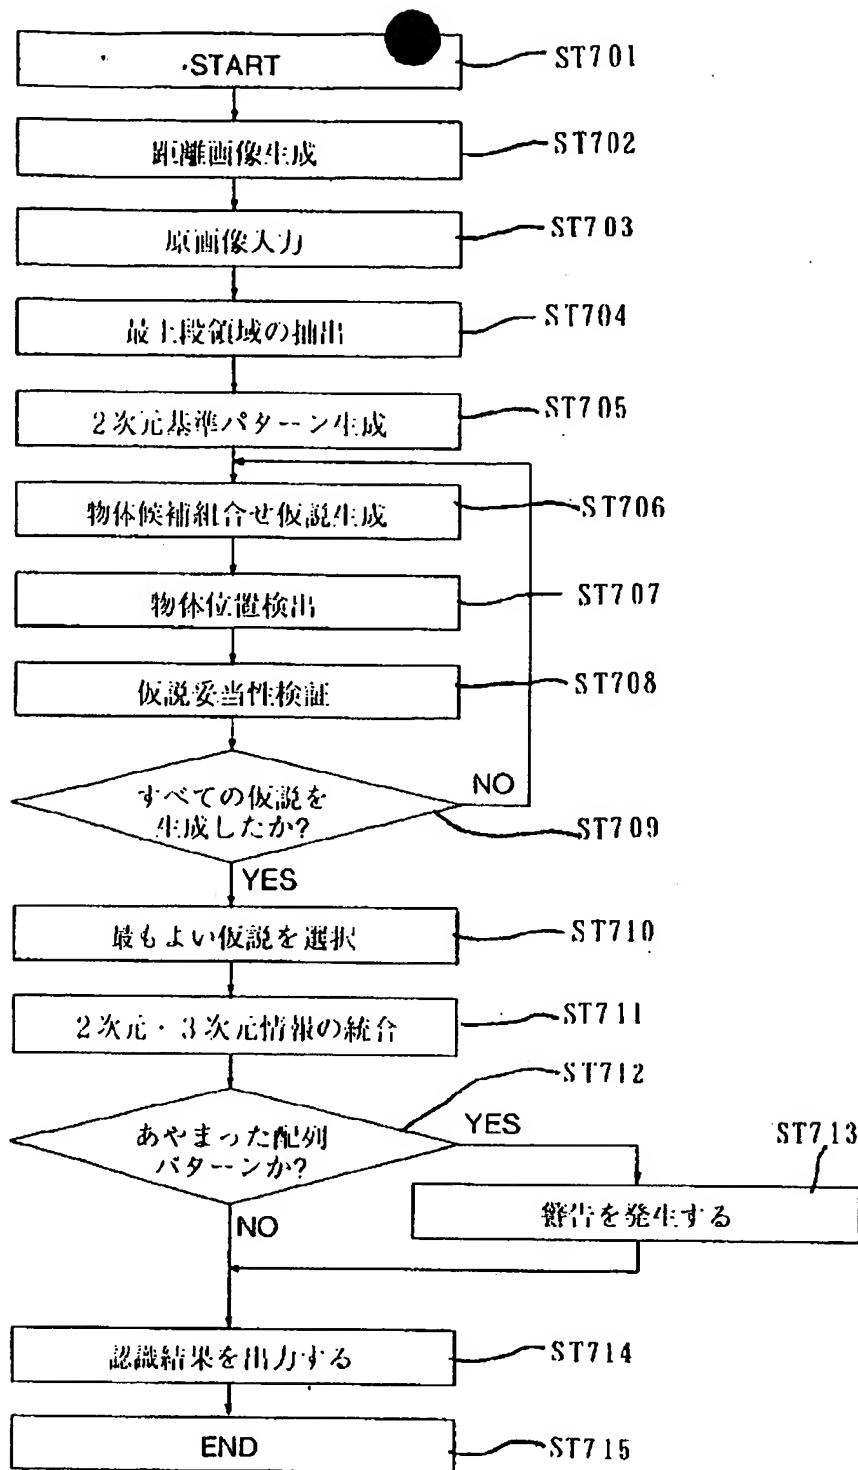 START
ST701
距離画像生成
ST702
原画像入力
ST703
最上段領域の抽出
ST704
2次元基準パターン生成
ST705
物体候補組合せ仮説生成
ST706
物体位置検出
ST707
仮説妥当性検証
ST708
すべての仮説を
生成したか?
NO
ST709
YES
最もよい仮説を選択
ST710
2次元・3次元情報の統合
ST711
ST712
あやまった配列
パターンか?
YES
ST713
警告を発生する
NO
認識結果を出力する
ST714
END
ST715